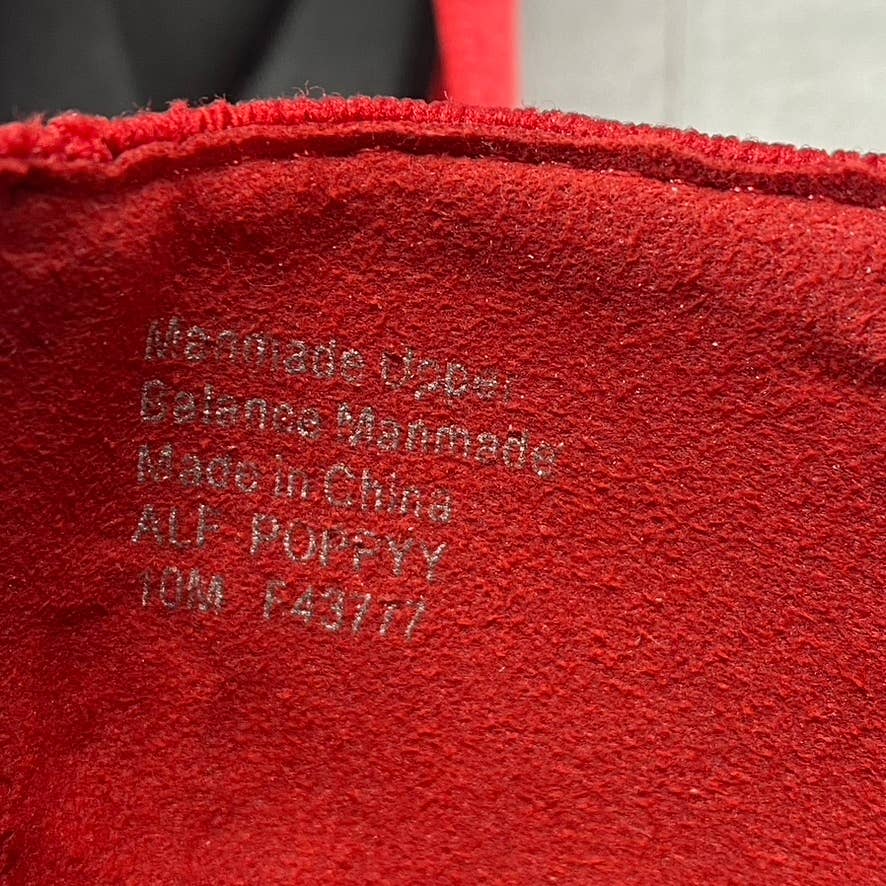 Manmade Upper
Balance Manmade
Made in China
ALF POPPYY
10M F43777